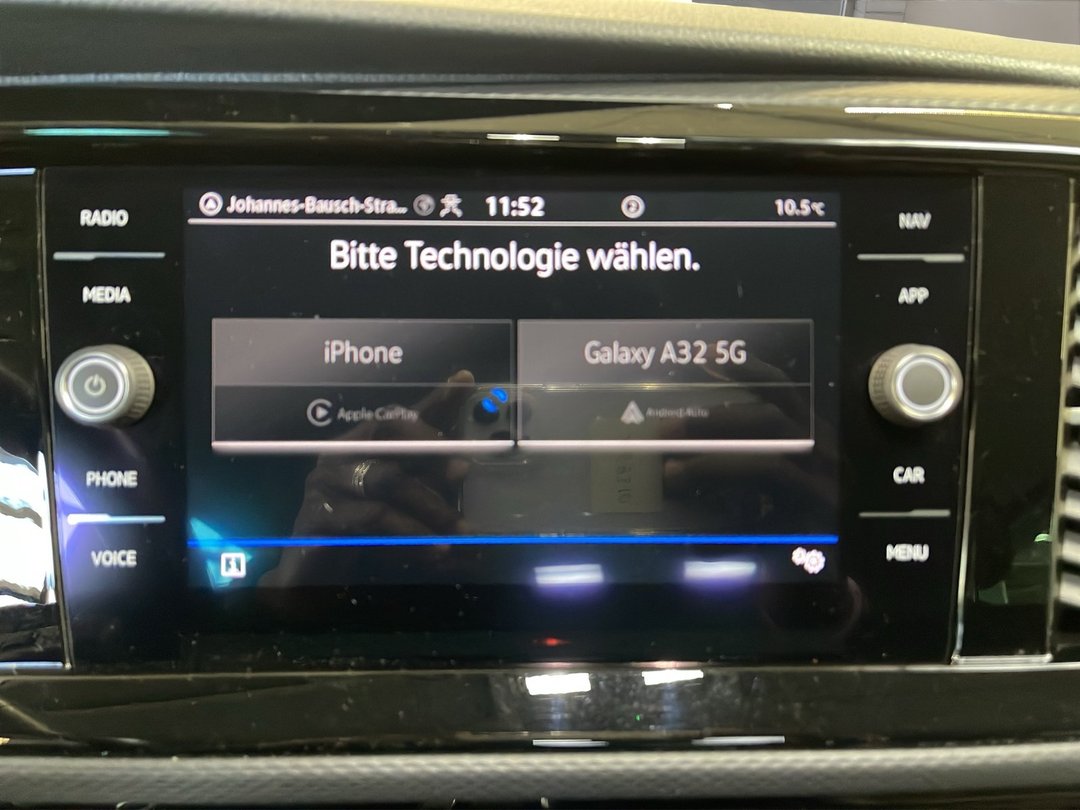 RADIO
MEDIA
PHONE
VOICE
Johannes-Bausch-Stra... 11:52 2 10.5°C
Bitte Technologie wählen.
iPhone
Galaxy A32 5G
Apple CarPlay
Android Auto
NAV
APP
CAR
MENU